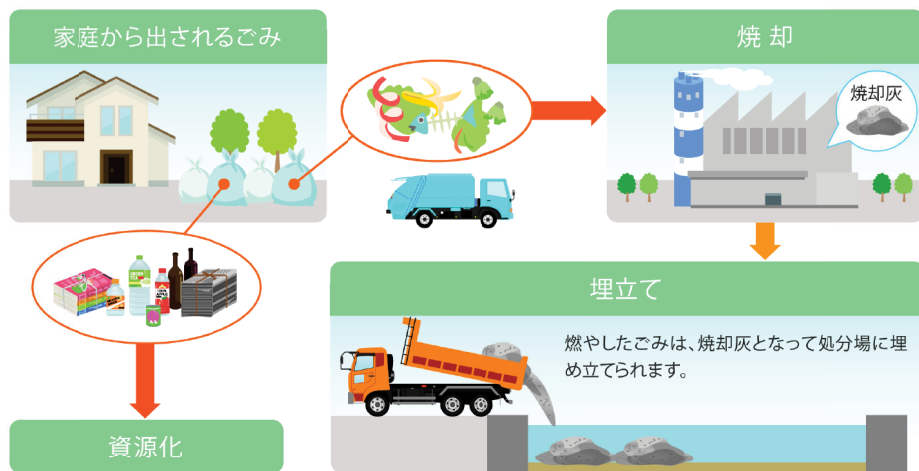 家庭から出されるごみ
焼却
焼却灰
埋立て
燃やしたごみは、焼却灰となって処分場に埋
め立てられます。
資源化